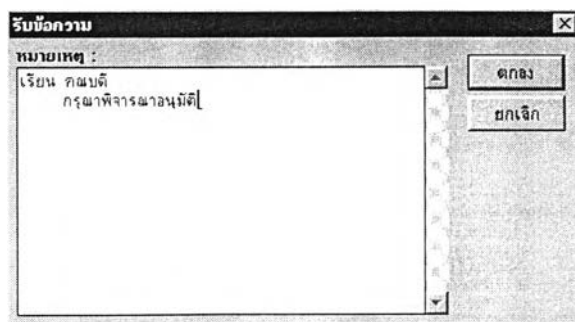 รับข้อความ
หมายเหตุ :
เรียน คณบดี
กรุณาพิจารณาอนุมัติ
ตกลง
ยกเลิก